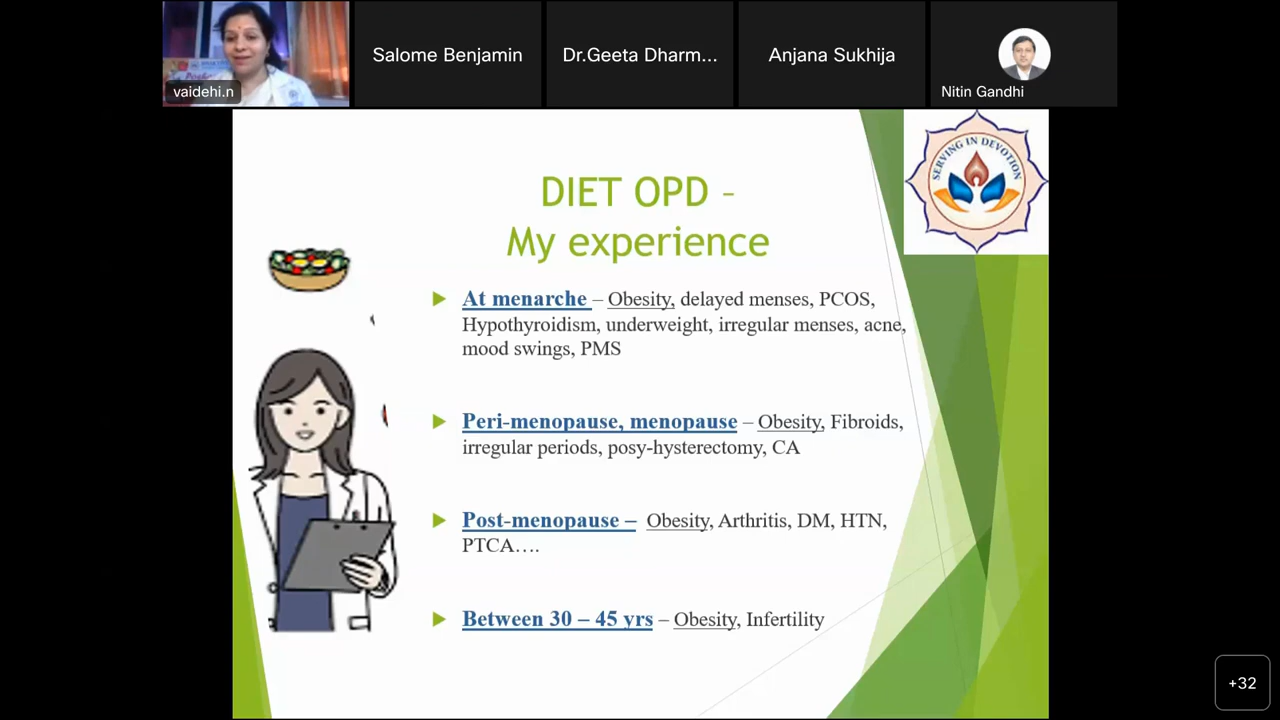 Salome Benjamin
Dr.Geeta Dharm...
Anjana Sukhija
vaidehi.n
Nitin Gandhi
SERVING IN DEVOTION
DIET OPD –
My experience
At menarche – Obesity, delayed menses, PCOS,
Hypothyroidism, underweight, irregular menses, acne,
mood swings, PMS
Peri-menopause, menopause – Obesity, Fibroids,
irregular periods, posy-hysterectomy, CA
Post-menopause – Obesity, Arthritis, DM, HTN,
PTCA….
Between 30 – 45 yrs – Obesity, Infertility
+32